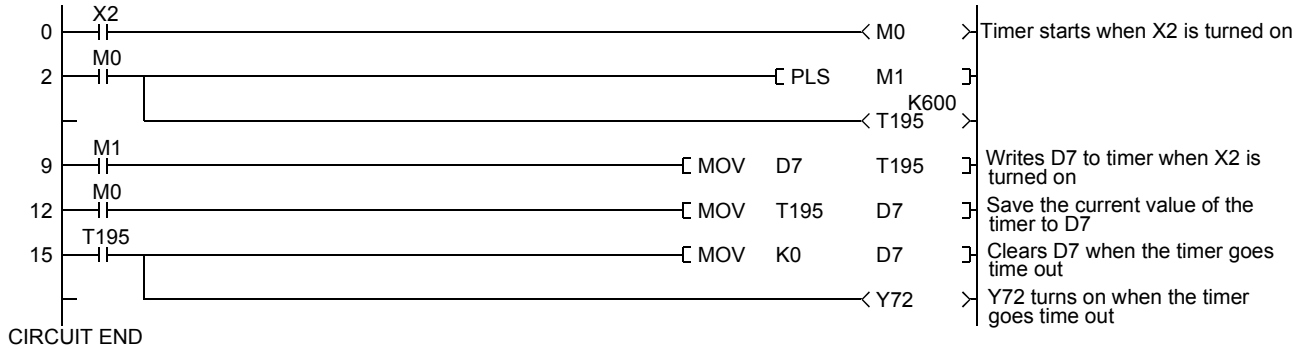 X2
0 M0 Timer starts when X2 is turned on
M0
2 PLS M1
K600
T195
M1
9 MOV D7 T195 Writes D7 to timer when X2 is
turned on
M0
12 MOV T195 D7 Save the current value of the
timer to D7
T195
15 MOV K0 D7 Clears D7 when the timer goes
time out
Y72 Y72 turns on when the timer
goes time out
CIRCUIT END